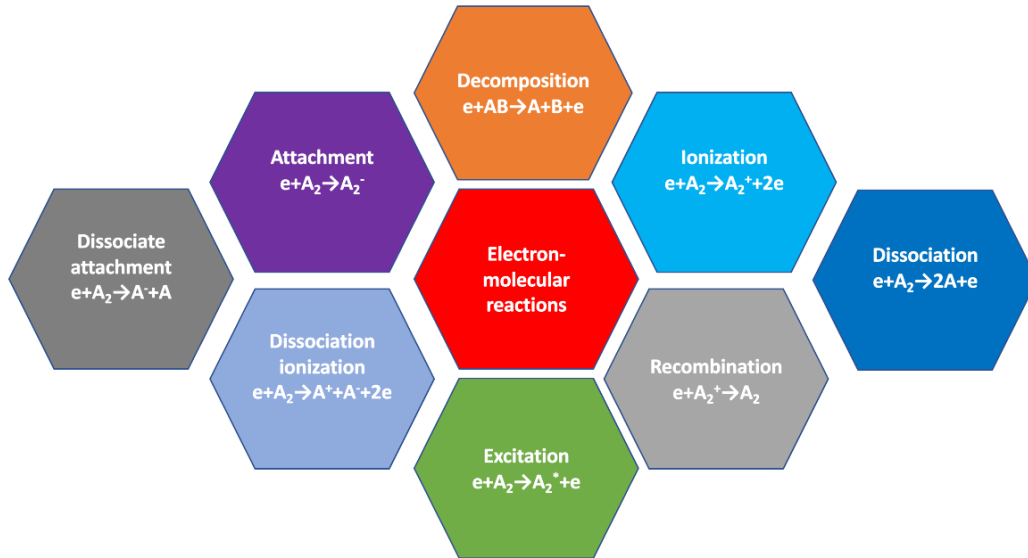 Decomposition
e+AB→A+B+e
Attachment
e+A₂→A₂⁻
Ionization
e+A₂→A₂⁺+2e
Dissociate
attachment
e+A₂→A⁻+A
Electron-
molecular
reactions
Dissociation
e+A₂→2A+e
Dissociation
ionization
e+A₂→A⁺+A⁻+2e
Recombination
e+A₂⁺→A₂
Excitation
e+A₂→A₂*+e